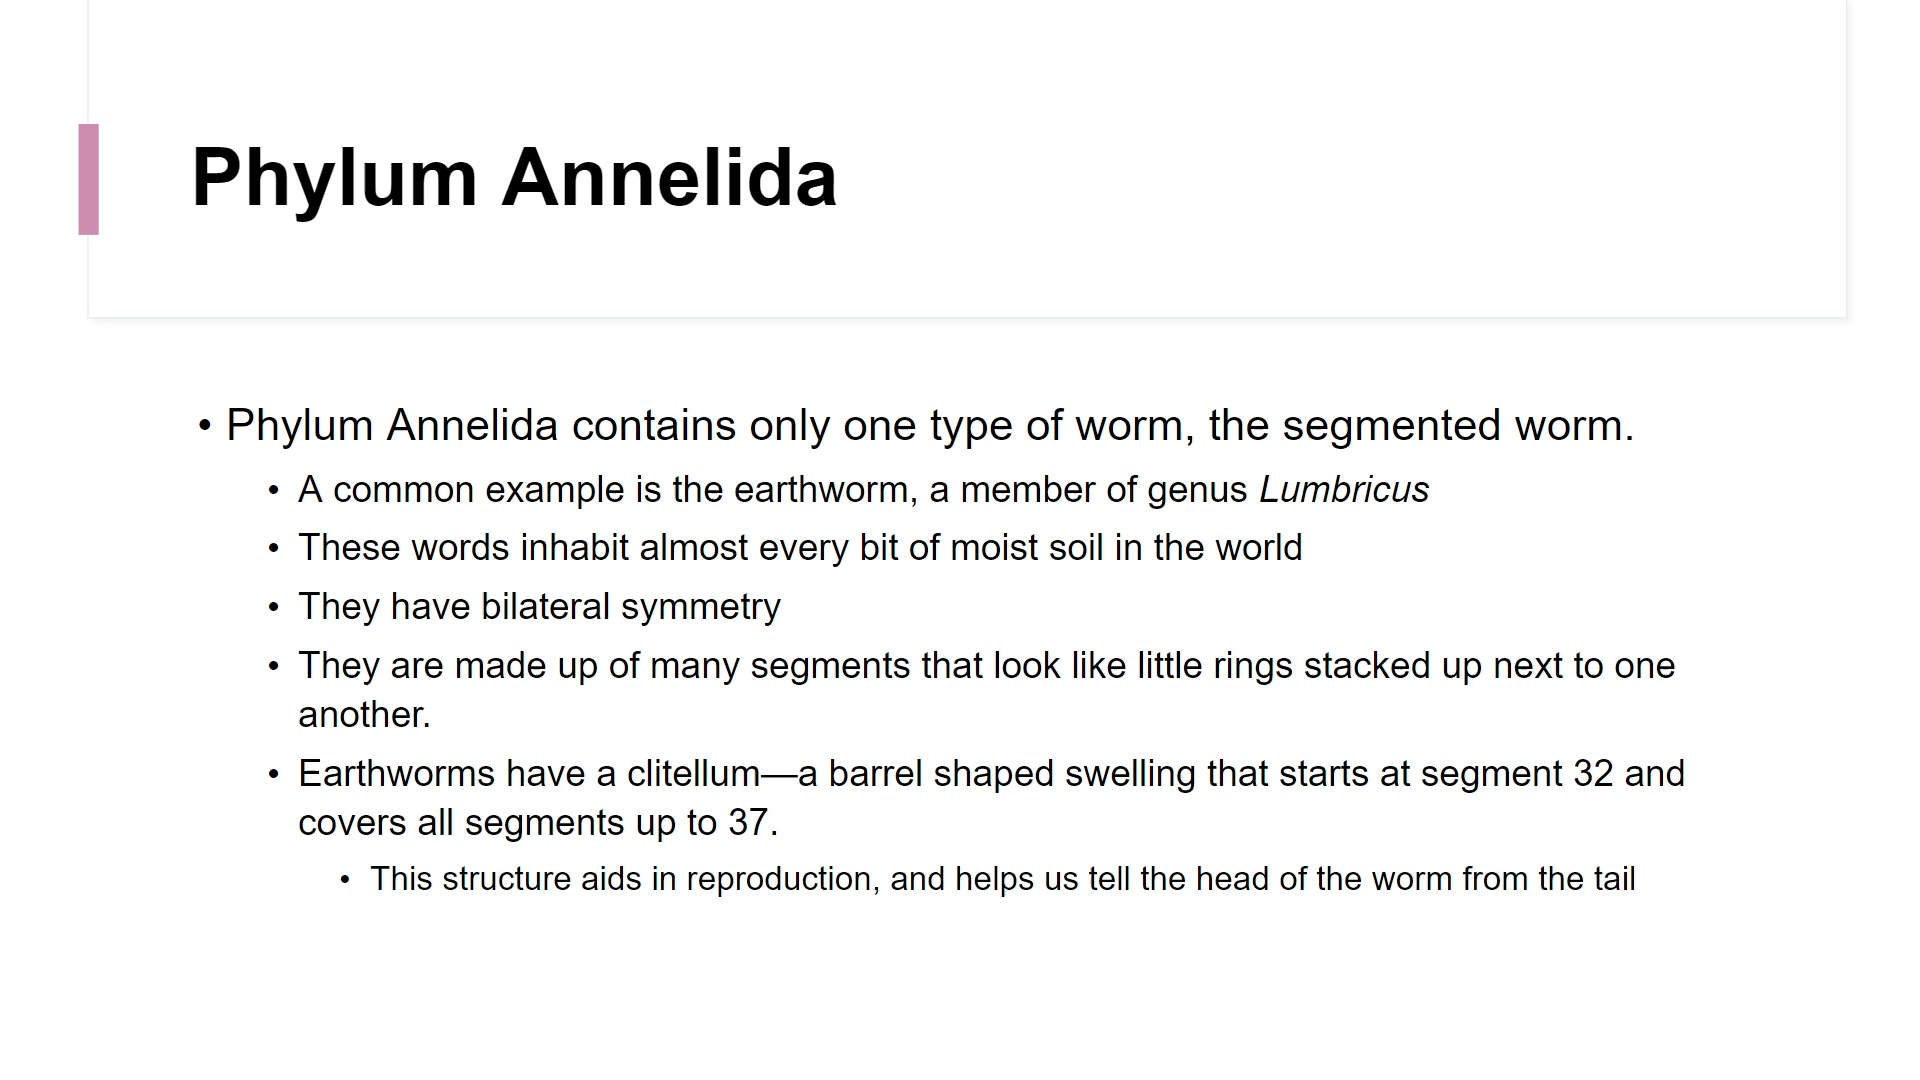 Phylum Annelida
• Phylum Annelida contains only one type of worm, the segmented worm.
• A common example is the earthworm, a member of genus Lumbricus
• These words inhabit almost every bit of moist soil in the world
• They have bilateral symmetry
• They are made up of many segments that look like little rings stacked up next to one
another.
• Earthworms have a clitellum—a barrel shaped swelling that starts at segment 32 and
covers all segments up to 37.
• This structure aids in reproduction, and helps us tell the head of the worm from the tail